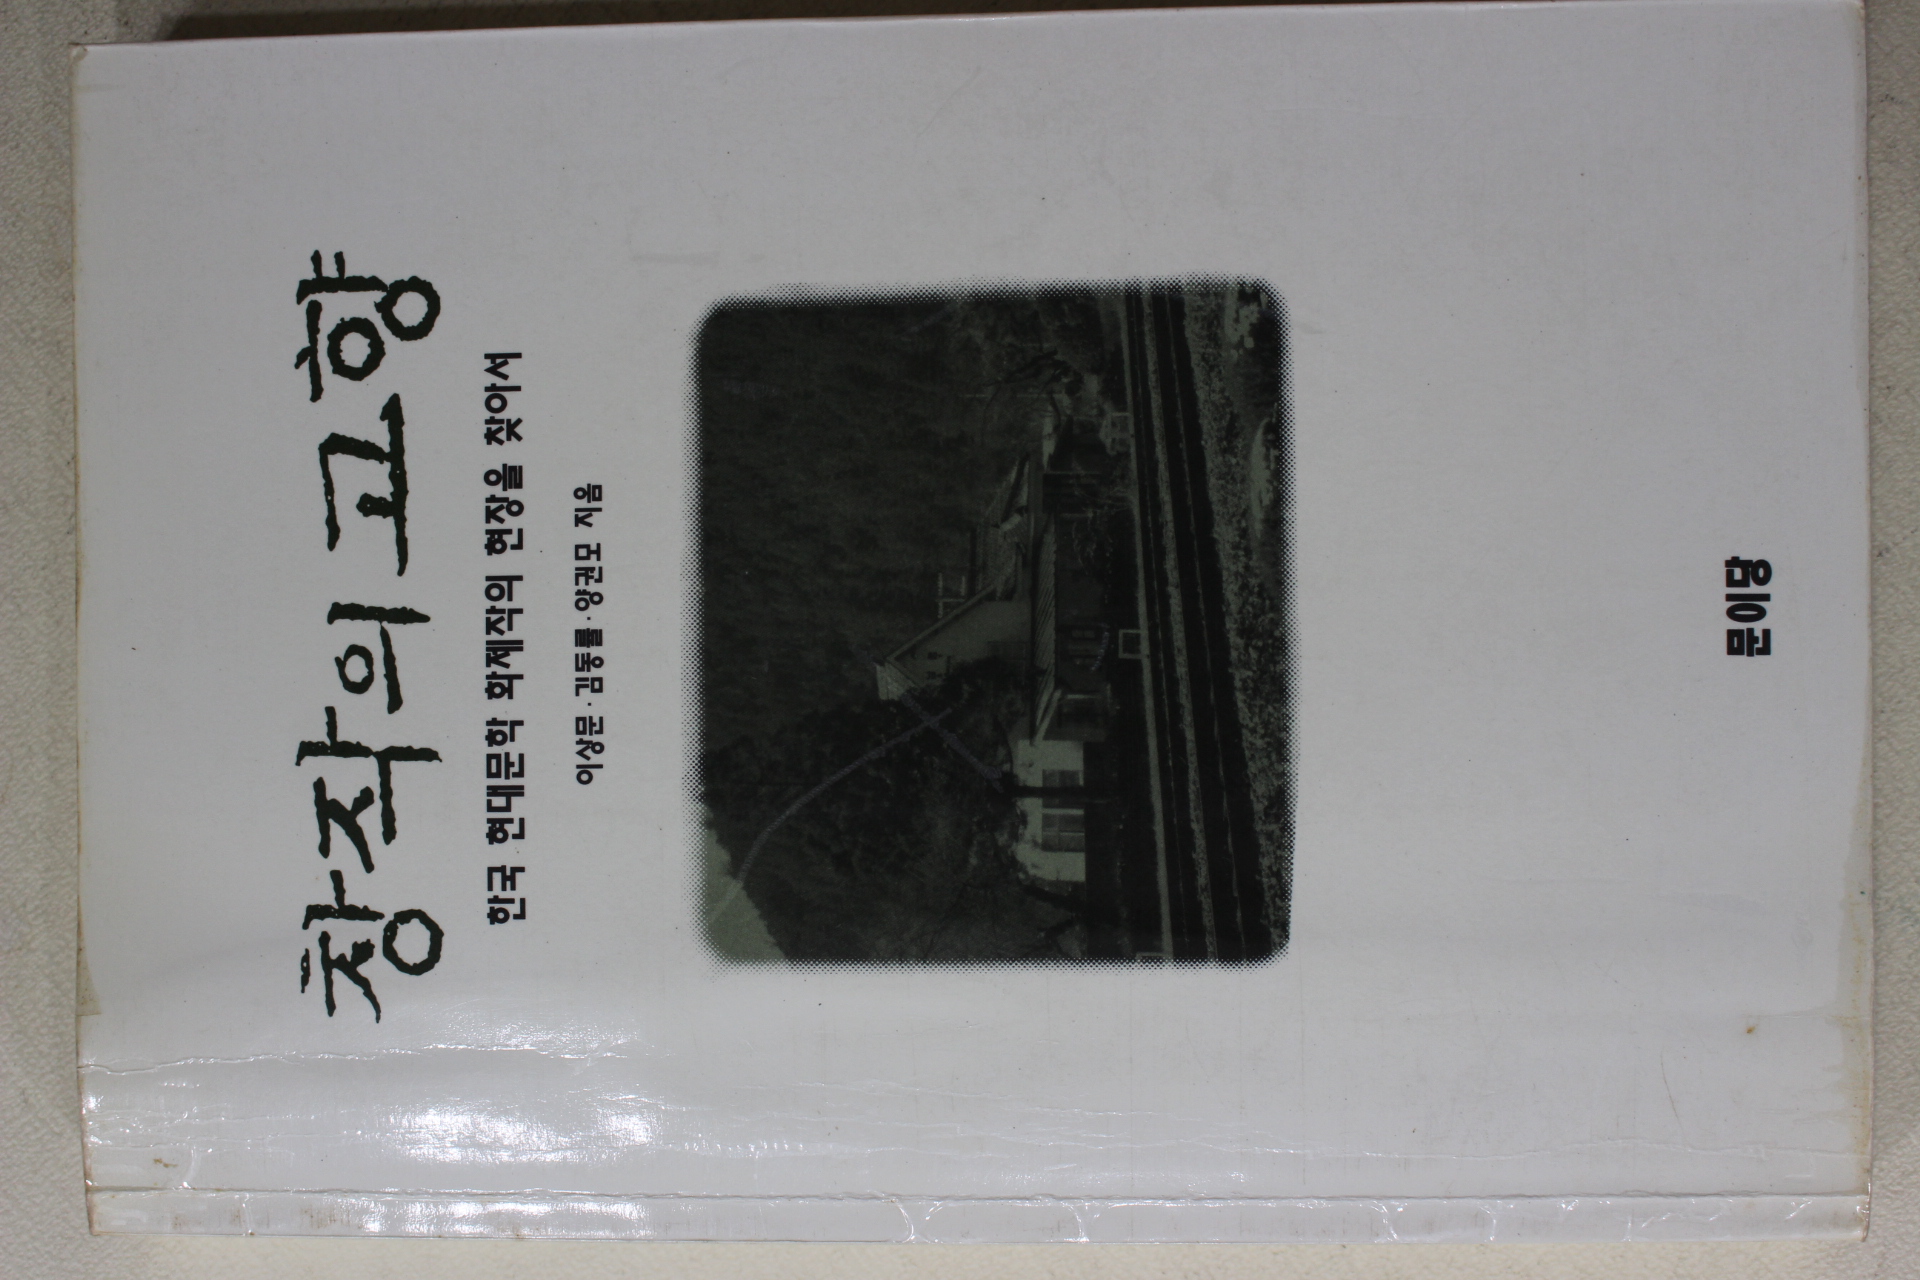 창작의 고향
한국 현대문학 화제작의 현장을 찾아서
이상문·김동률·양권모 지음
문이당